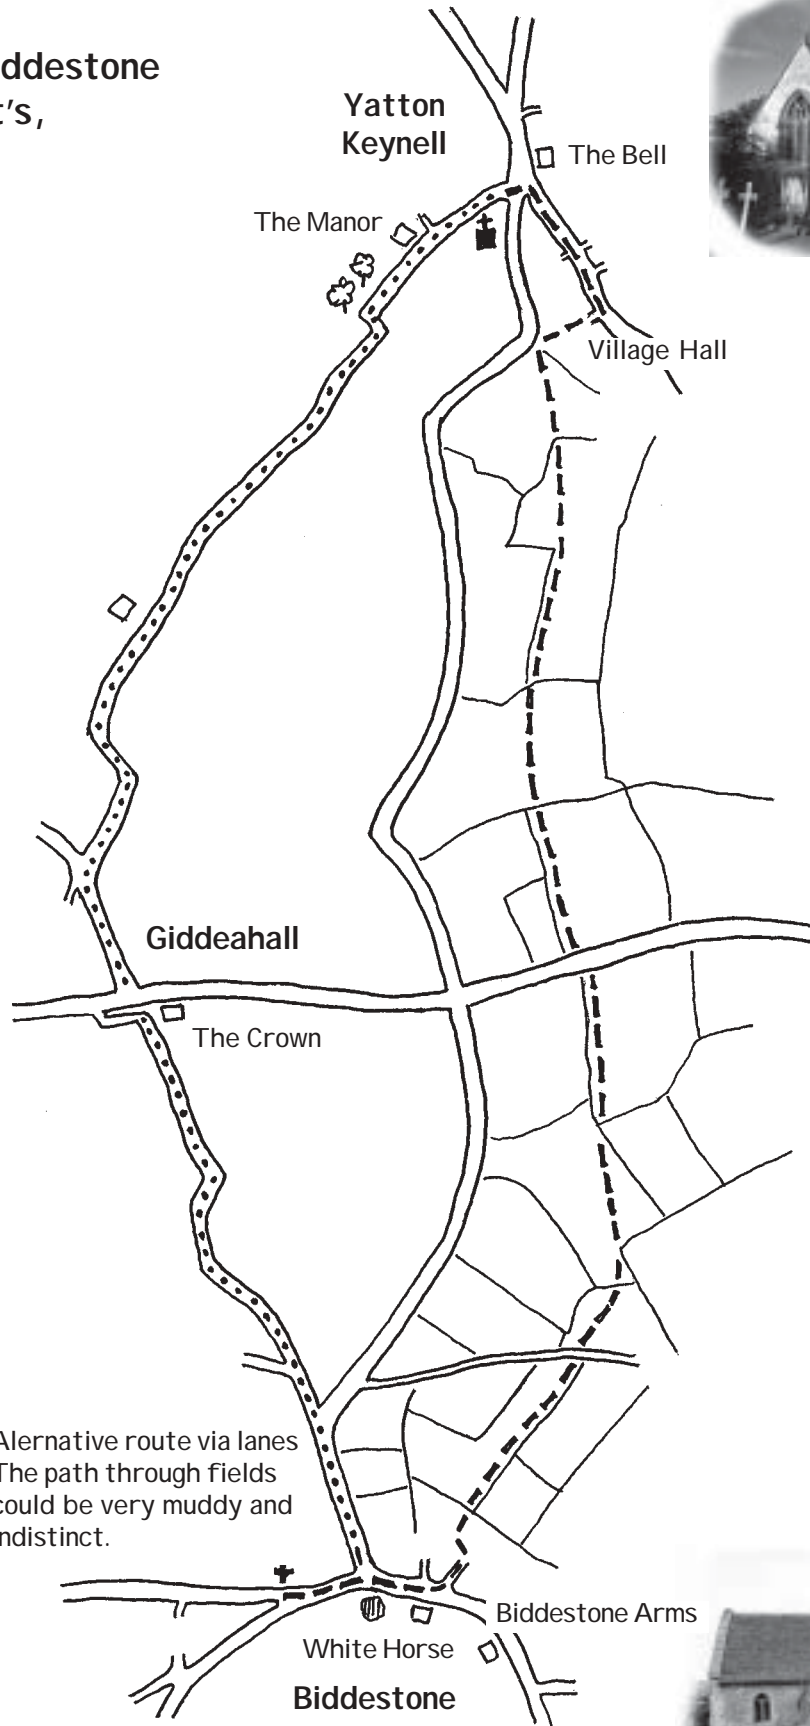 ddestone
t's,
Yatton
Keynell
The Bell
The Manor
Village Hall
Giddeahall
The Crown
Alernative route via lanes
The path through fields
could be very muddy and
ndistinct.
Biddestone Arms
White Horse
Biddestone